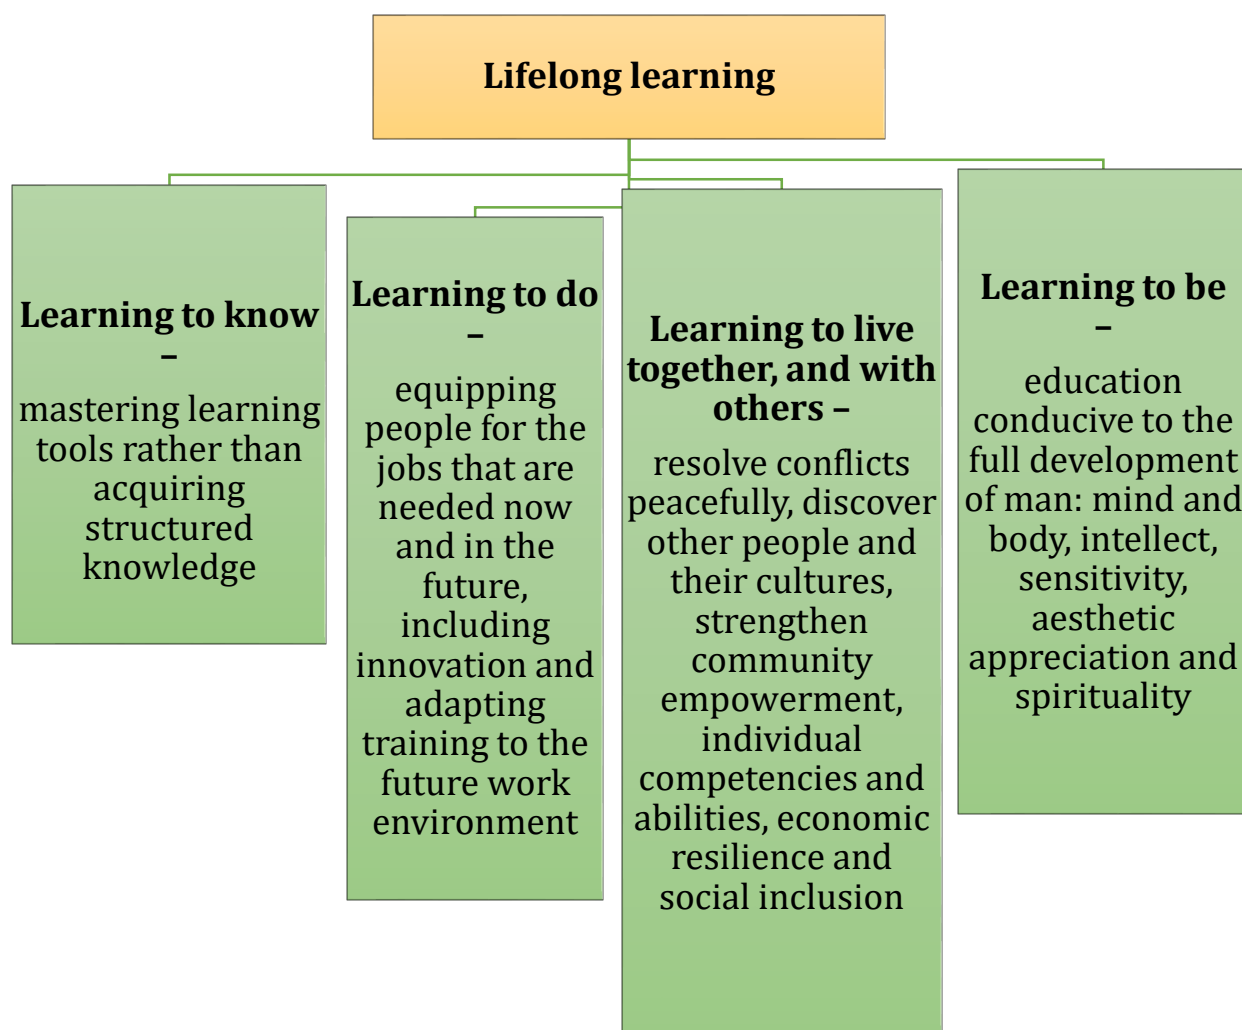 Lifelong learning
Learning to know
–
mastering learning
tools rather than
acquiring
structured
knowledge
Learning to do
–
equipping
people for the
jobs that are
needed now
and in the
future,
including
innovation and
adapting
training to the
future work
environment
Learning to live
together, and with
others –
resolve conflicts
peacefully, discover
other people and
their cultures,
strengthen
community
empowerment,
individual
competencies and
abilities, economic
resilience and
social inclusion
Learning to be
–
education
conducive to the
full development
of man: mind and
body, intellect,
sensitivity,
aesthetic
appreciation and
spirituality